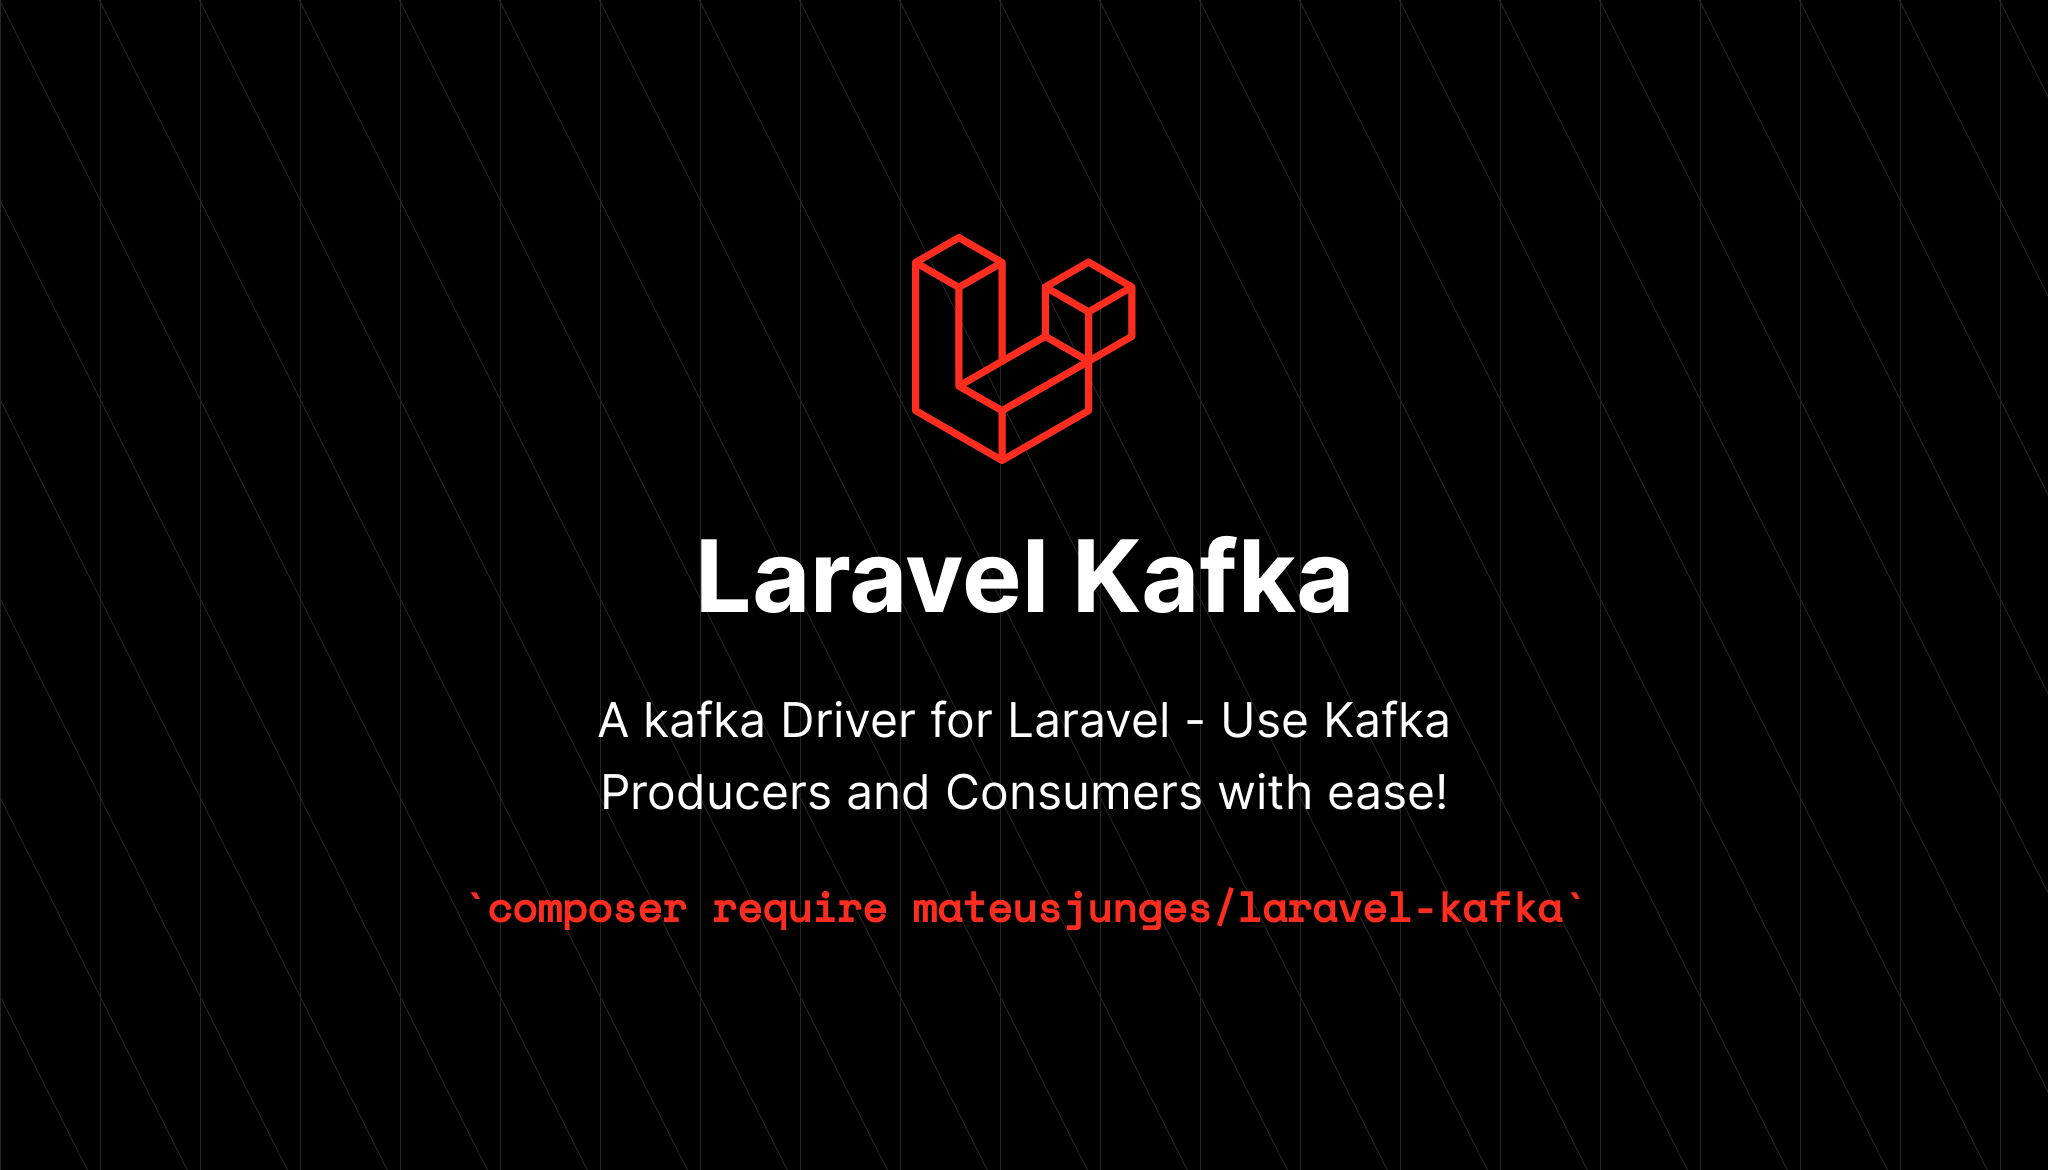 Laravel Kafka
A kafka Driver for Laravel - Use Kafka
Producers and Consumers with ease!
`composer require mateusjunges/laravel-kafka`